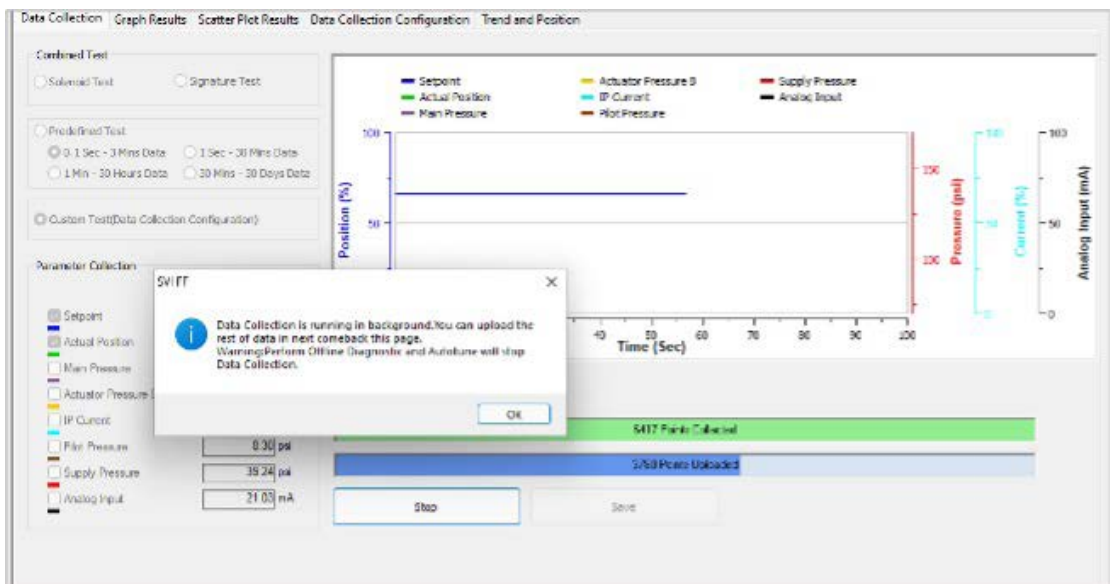 Data Collection Graph Results Scatter Plot Results Data Collection Configuration Trend and Position
Combined Test
Solenoid Test Signature Test
Predefined Test
0.1 Sec - 3 Mins Data 1 Sec - 30 Mins Data
1 Min - 30 Hours Data 30 Mins - 30 Days Data
Custom Test(Data Collection Configuration)
Parameter Collection
Setpoint
Actual Position
Main Pressure
Actuator Pressure
IP Current
Pilot Pressure 8.30 psi
Supply Pressure 39.24 psi
Analog Input 21.03 mA
Setpoint Actuator Pressure B Supply Pressure
Actual Position IP Current Analog Input
Main Pressure Pilot Pressure
100
50
Position (%)
Pressure (psi)
Current (%)
100
50
0
Analog Input (mA)
40 50 60 70 80 90 100
Time (Sec)
SVI FF
Data Collection is running in background.You can upload the
rest of data in next comeback this page.
Warning:Perform Offline Diagnostic and Autotune will stop
Data Collection.
OK
Points Collected
Points Uploaded
Stop Save